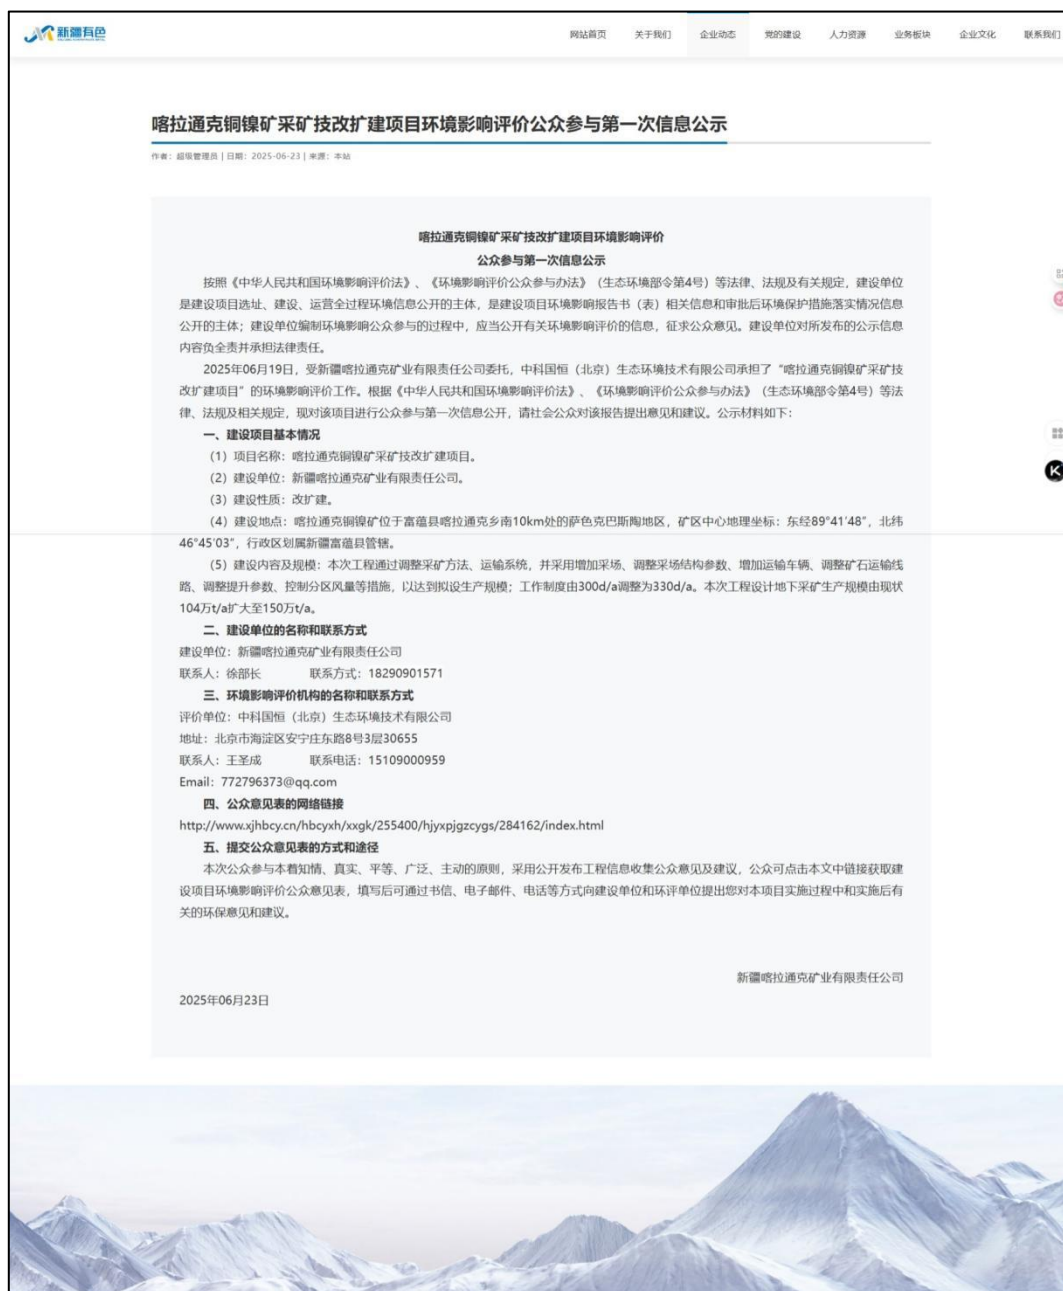 新疆有色
网站首页 关于我们 企业动态 党的建设 人力资源 业务板块 企业文化 联系我们
喀拉通克铜镍矿采矿技改扩建项目环境影响评价公众参与第一次信息公示
作者：超级管理员 | 日期：2025-06-23 | 来源：本站
喀拉通克铜镍矿采矿技改扩建项目环境影响评价
公众参与第一次信息公示
按照《中华人民共和国环境影响评价法》、《环境影响评价公众参与办法》（生态环境部令第4号）等法律、法规及有关规定，建设单位
是建设项目选址、建设、运营全过程环境信息公开的主体，是建设项目环境影响报告书（表）相关信息和审批后环境保护措施落实情况信息
公开的主体；建设单位编制环境影响公众参与的过程中，应当公开有关环境影响评价的信息，征求公众意见。建设单位对所发布的公示信息
内容负全责并承担法律责任。
2025年06月19日，受新疆喀拉通克矿业有限责任公司委托，中科国恒（北京）生态环境技术有限公司承担了“喀拉通克铜镍矿采矿技
改扩建项目”的环境影响评价工作。根据《中华人民共和国环境影响评价法》、《环境影响评价公众参与办法》（生态环境部令第4号）等法
律、法规及相关规定，现对该项目进行公众参与第一次信息公开，请社会公众对该报告提出意见和建议。公示材料如下：
一、建设项目基本情况
（1）项目名称：喀拉通克铜镍矿采矿技改扩建项目。
（2）建设单位：新疆喀拉通克矿业有限责任公司。
（3）建设性质：改扩建。
（4）建设地点：喀拉通克铜镍矿位于富蕴县喀拉通克乡南10km处的萨色克巴斯陶地区，矿区中心地理坐标：东经89°41′48″，北纬
46°45′03″，行政区划属新疆富蕴县管辖。
（5）建设内容及规模：本次工程通过调整采矿方法、运输系统，并采用增加采场、调整采场结构参数、增加运输车辆、调整矿石运输线
路、调整提升参数、控制分区风量等措施，以达到拟设生产规模；工作制度由300d/a调整为330d/a。本次工程设计地下采矿生产规模由现状
104万t/a扩大至150万t/a。
二、建设单位的名称和联系方式
建设单位：新疆喀拉通克矿业有限责任公司
联系人：徐部长 联系方式：18290901571
三、环境影响评价机构的名称和联系方式
评价单位：中科国恒（北京）生态环境技术有限公司
地址：北京市海淀区安宁庄东路8号3层30655
联系人：王圣成 联系电话：15109000959
Email：772796373@qq.com
四、公众意见表的网络链接
http://www.xjhbcy.cn/hbcyxh/xxgk/255400/hjyxpjgzcygs/284162/index.html
五、提交公众意见表的方式和途径
本次公众参与本着知情、真实、平等、广泛、主动的原则，采用公开发布工程信息收集公众意见及建议，公众可点击本文中链接获取建
设项目环境影响评价公众意见表，填写后可通过书信、电子邮件、电话等方式向建设单位和环评单位提出您对本项目实施过程中和实施后有
关的环保意见和建议。
新疆喀拉通克矿业有限责任公司
2025年06月23日